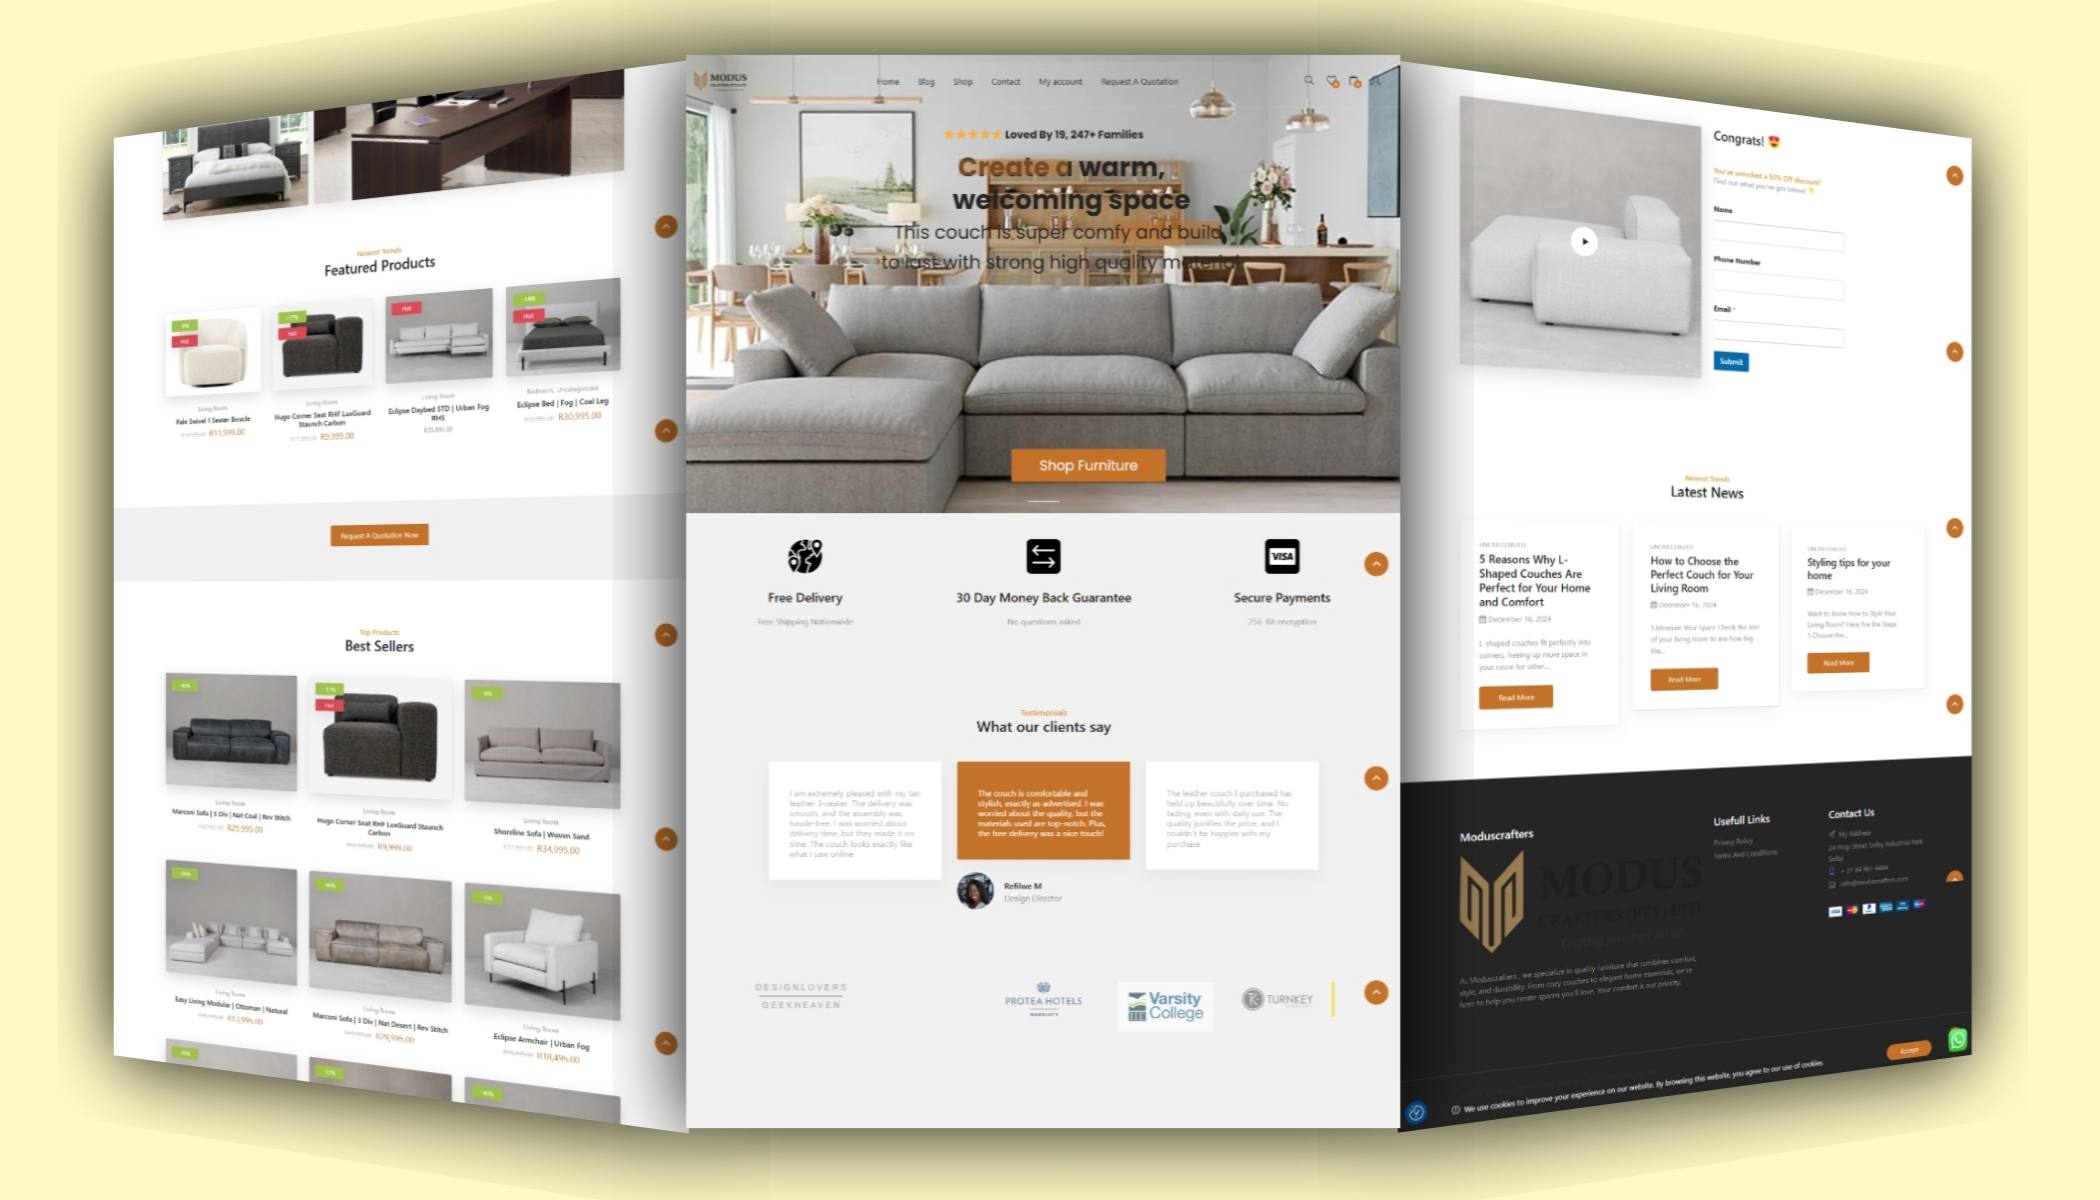 Newest Trends
Featured Products
-17%
-14%
Hot
Hot
Hot
Hot
Living Room
Pale Swivel 1 Seater Boucle
R11,999.00
Living Room
Hugo Corner Seat RHF LuxGuard
Staunch Carbon
R9,999.00
Living Room
Eclipse Daybed STD | Urban Fog
RHS
Bedroom, Uncategorised
Eclipse Bed | Fog | Coal Leg
R30,995.00
Request A Quotation Now
Top Products
Best Sellers
Hot
Living Room
Marconi Sofa | 3 Div | Nat Coal | Rev Stitch
R29,995.00
Living Room
Hugo Corner Seat RHF LuxGuard Staunch
Carbon
R9,999.00
Living Room
Shoreline Sofa | Woven Sand
R34,995.00
Living Room
Easy Living Modular | Ottoman | Natural
R13,995.00
Living Room
Marconi Sofa | 3 Div | Nat Desert | Rev Stitch
R29,995.00
Living Room
Eclipse Armchair | Urban Fog
R18,495.00
MODUS
Home
Blog
Shop
Contact
My account
Request A Quotation
Loved By 19, 247+ Families
Create a warm,
welcoming space
This couch is super comfy and build
to last with strong high quality material
Shop Furniture
VISA
Free Delivery
Free Shipping Nationwide
30 Day Money Back Guarantee
No questions asked
Secure Payments
256-Bit encryption
Testimonials
What our clients say
I am extremely pleased with my tan
leather 3-seater. The delivery was
smooth, and the assembly was
hassle-free. I was worried about
delivery time, but they made it on
time. The couch looks exactly like
what I saw online
The couch is comfortable and
stylish, exactly as advertised. I was
worried about the quality, but the
materials used are top-notch. Plus,
the free delivery was a nice touch!
Refilwe M
Design Director
The leather couch I purchased has
held up beautifully over time. No
fading, even with daily use. The
quality justifies the price, and I
couldn't be happier with my
purchase
DESIGNLOVERS
GEEKHEAVEN
PROTEA HOTELS
MARRIOTT
IIE
Varsity
College
TURNKEY
Congrats!
You've unlocked a 50% Off discount!
Find out what you've got below!
Name
Phone Number
Email *
Submit
Newest Trends
Latest News
UNCATEGORIZED
5 Reasons Why L-
Shaped Couches Are
Perfect for Your Home
and Comfort
December 16, 2024
L-shaped couches fit perfectly into
corners, freeing up more space in
your room for other...
Read More
UNCATEGORIZED
How to Choose the
Perfect Couch for Your
Living Room
December 16, 2024
1.Measure Your Space Check the size
of your living room to see how big
the...
Read More
UNCATEGORIZED
Styling tips for your
home
December 16, 2024
Want to Know How to Style Your
Living Room? Here Are the Steps
1.Choose the...
Read More
Moduscrafters
MODUS
CRAFTERS (PTY) LTD
As Moduscrafters , we specialize in quality furniture that combines comfort,
style, and durability. From cozy couches to elegant home essentials, we're
here to help you create spaces you'll love. Your comfort is our priority.
Usefull Links
Privacy Policy
Terms And Conditions
Contact Us
My Address
24 Hop Street Selby Industrial Park
Selby
+ 27 84 967 4484
info@moduscrafters.com
We use cookies to improve your experience on our website. By browsing this website, you agree to our use of cookies
Accept